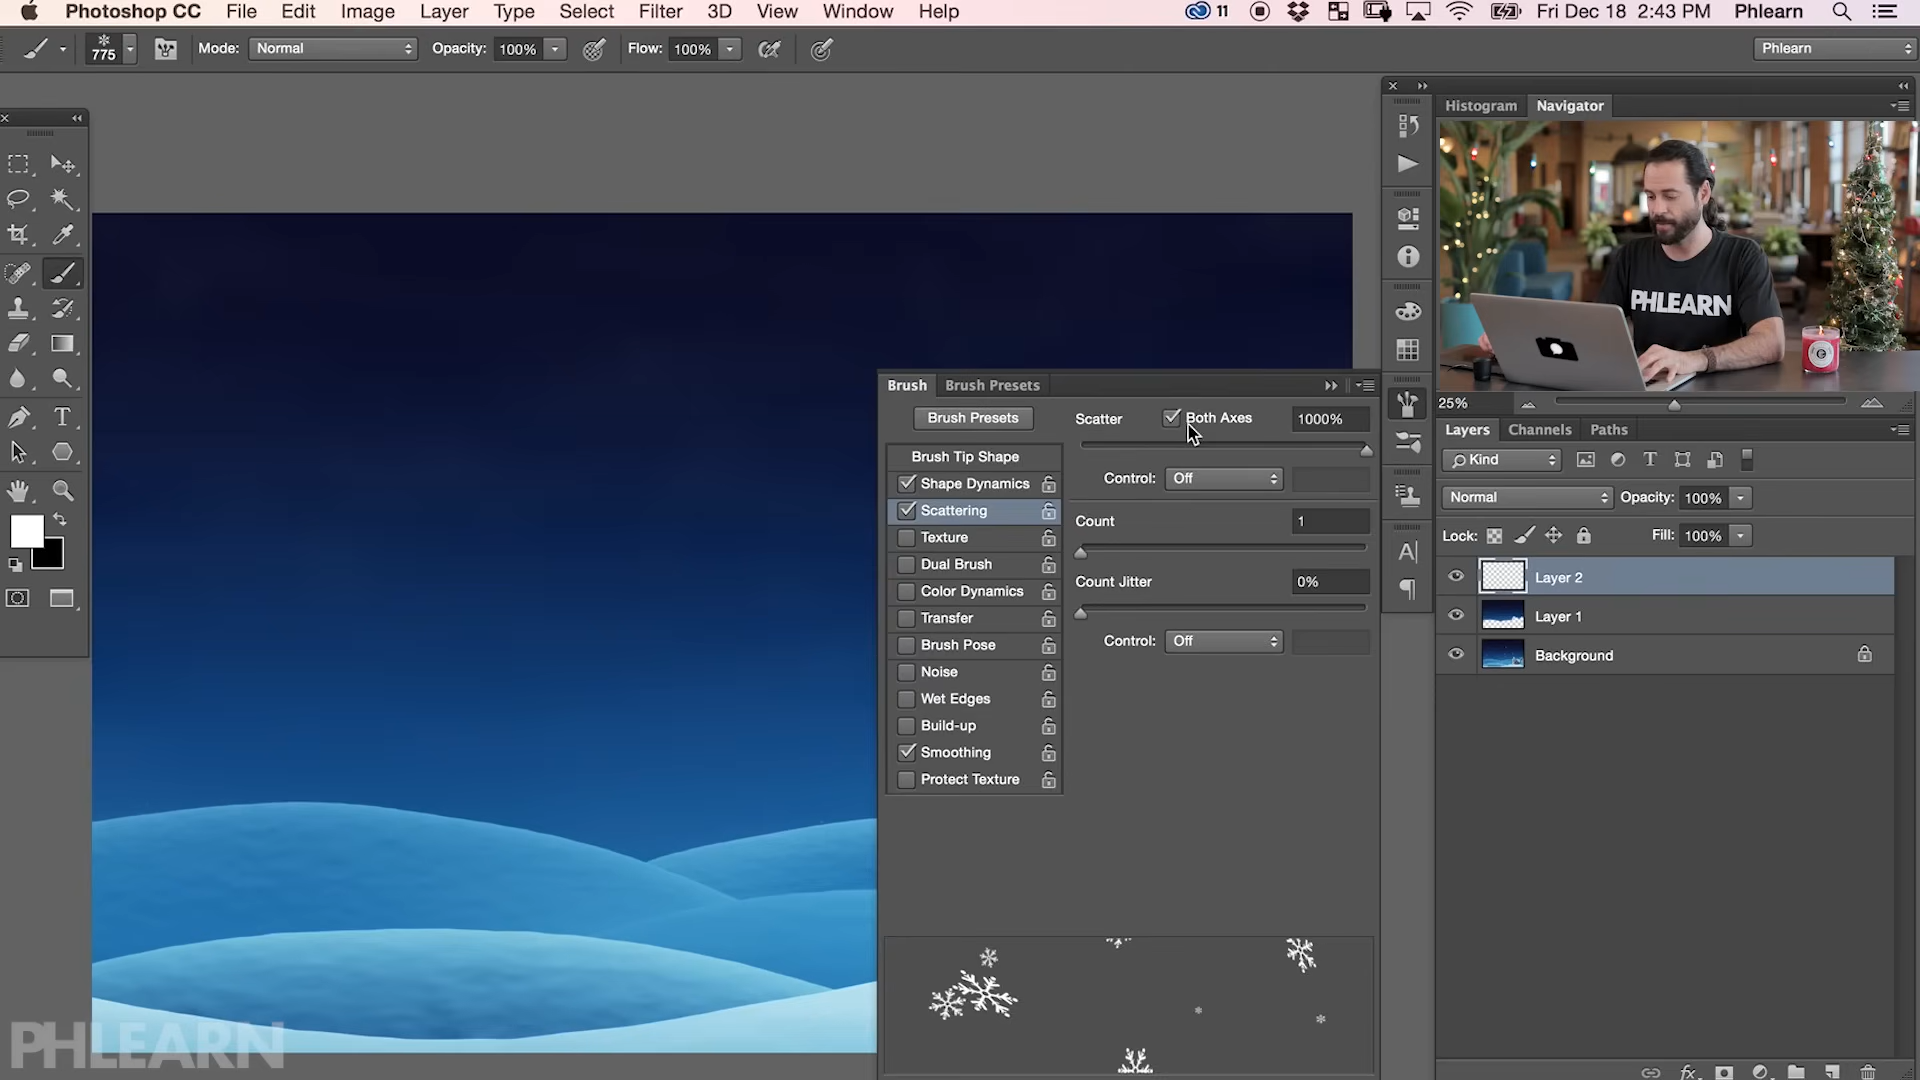 Photoshop CC File Edit Image Layer Type Select Filter 3D View Window Help 11 Fri Dec 18 2:43 PM Phlearn
775 Mode: Normal Opacity: 100% Flow: 100% Phlearn
Histogram Navigator
PHLEARN
25%
Brush Brush Presets
Brush Presets
Scatter Both Axes 1000%
Brush Tip Shape
Control: Off
Shape Dynamics
Scattering
Count 1
Texture
Dual Brush
Count Jitter 0%
Color Dynamics
Transfer
Control: Off
Brush Pose
Noise
Wet Edges
Build-up
Smoothing
Protect Texture
Layers Channels Paths
Kind
Normal Opacity: 100%
Lock: Fill: 100%
Layer 2
Layer 1
Background
PHLEARN